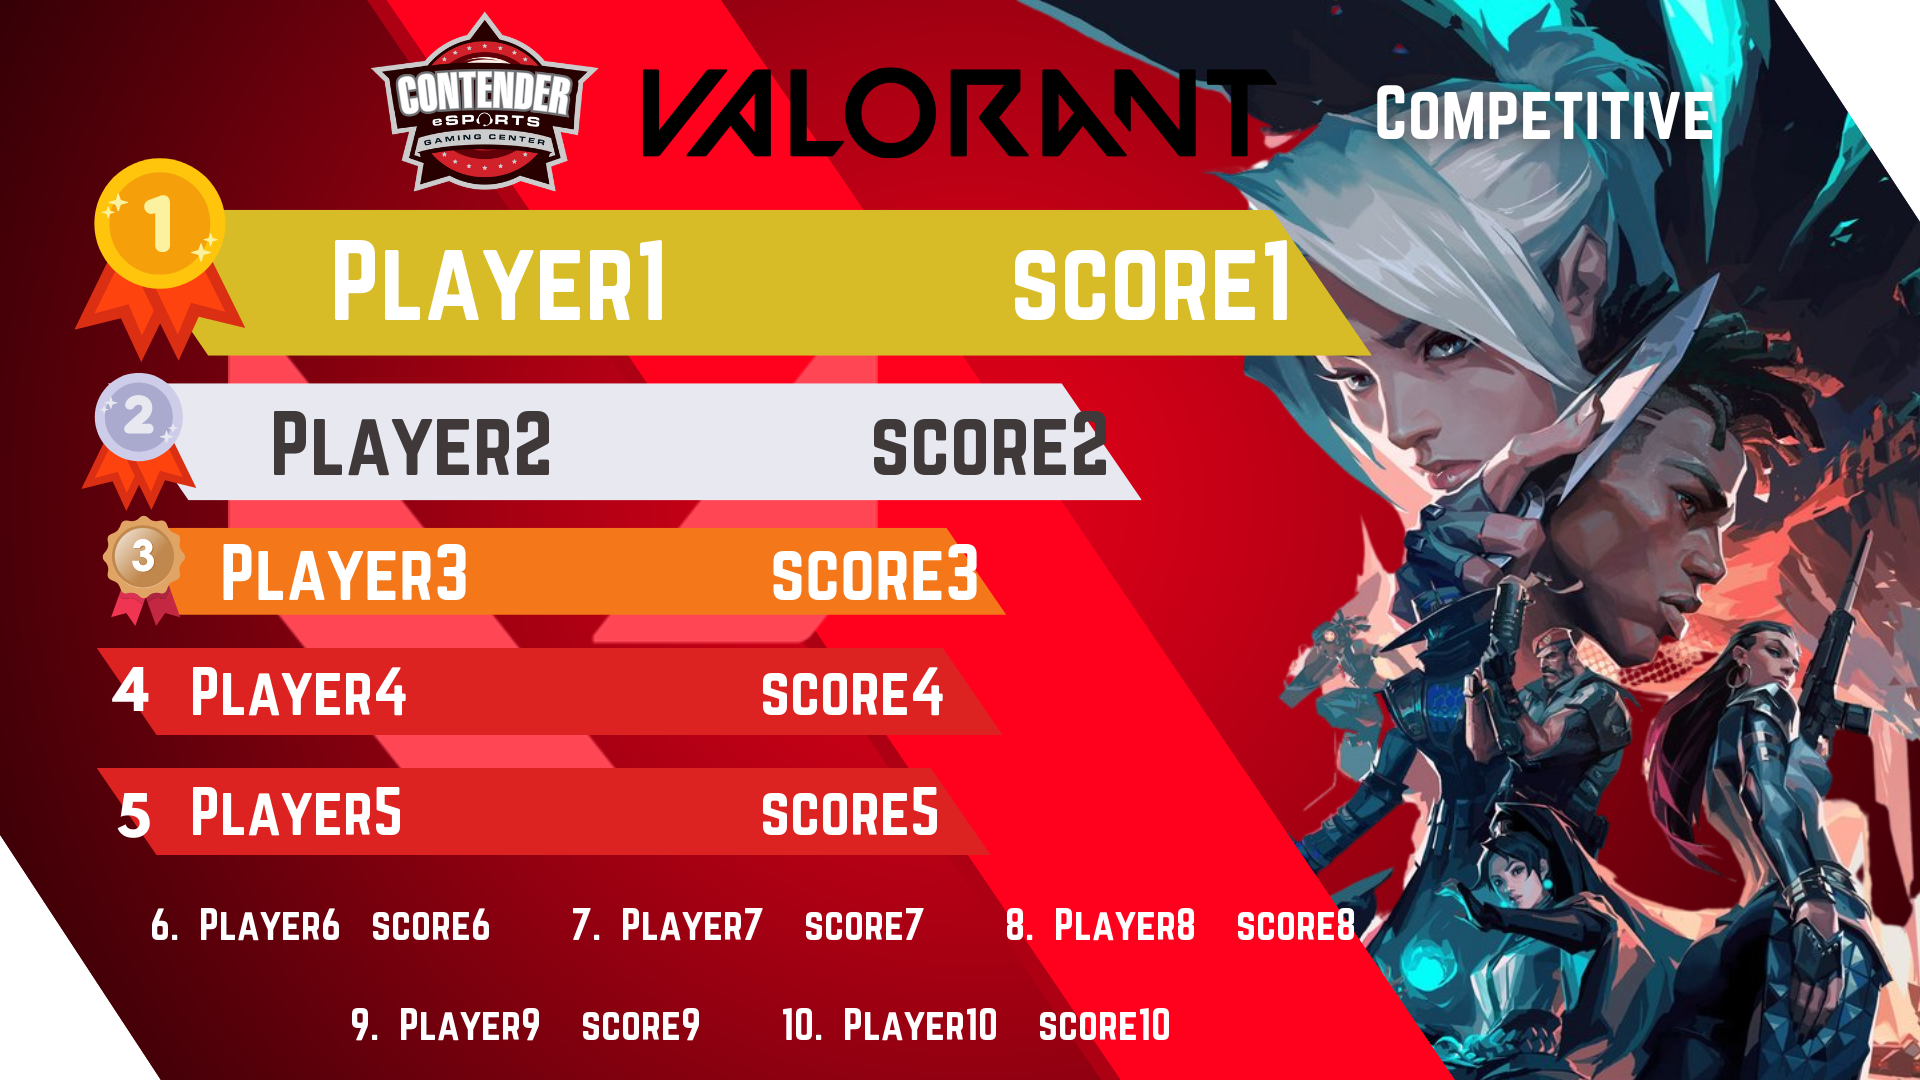 CONTENDER
eSPORTS
GAMING CENTER
VALORANT
Competitive
1 Player1 score1
2 Player2 score2
3 Player3 score3
4 Player4 score4
5 Player5 score5
6. Player6 score6 7. Player7 score7 8. Player8 score8
9. Player9 score9 10. Player10 score10